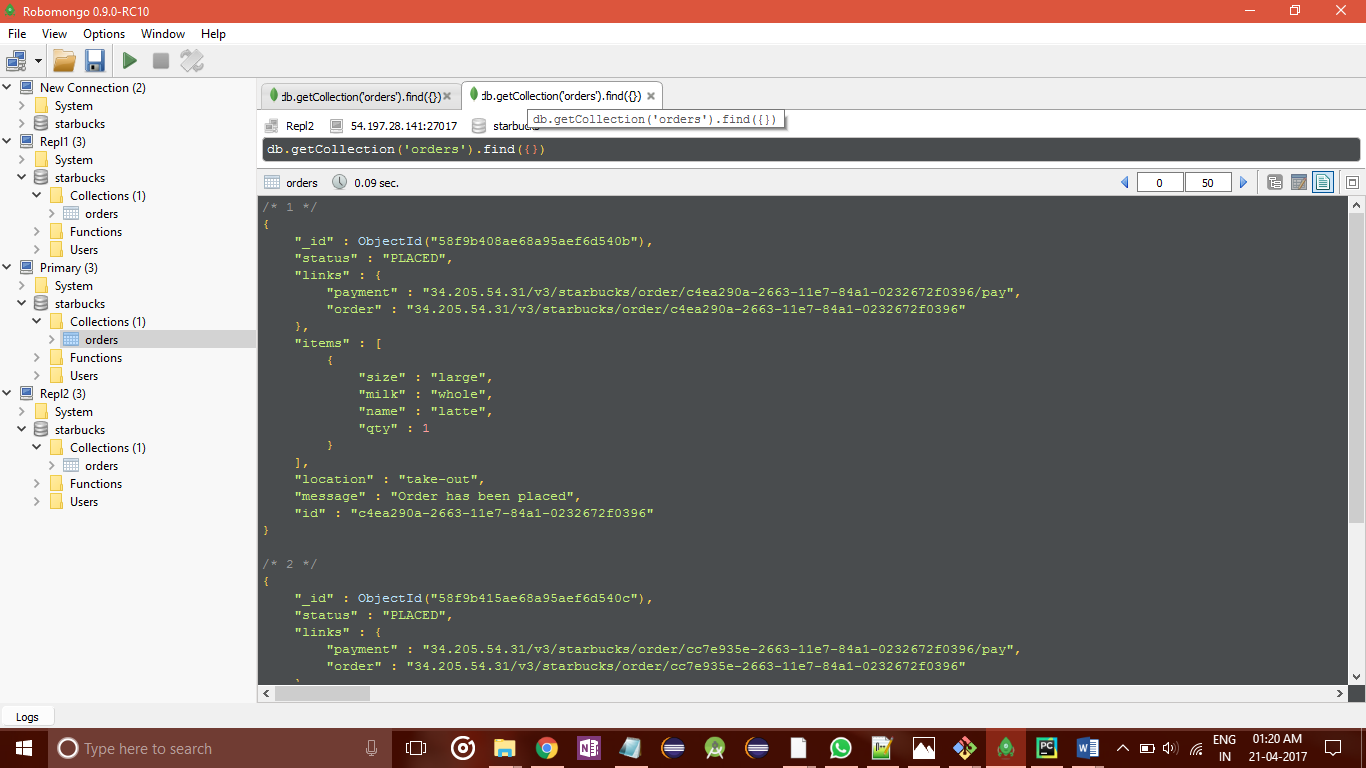 Robomongo 0.9.0-RC10
File View Options Window Help
New Connection (2)
System
starbucks
Repl1 (3)
System
starbucks
Collections (1)
orders
Functions
Users
Primary (3)
System
starbucks
Collections (1)
orders
Functions
Users
Repl2 (3)
System
starbucks
Collections (1)
orders
Functions
Users
db.getCollection('orders').find({}) db.getCollection('orders').find({})
Repl2 54.197.28.141:27017
db.getCollection('orders').find({})
db.getCollection('orders').find({})
orders 0.09 sec. 0 50
/* 1 */
{
"_id" : ObjectId("58f9b408ae68a95aef6d540b"),
"status" : "PLACED",
"links" : {
"payment" : "34.205.54.31/v3/starbucks/order/c4ea290a-2663-11e7-84a1-0232672f0396/pay",
"order" : "34.205.54.31/v3/starbucks/order/c4ea290a-2663-11e7-84a1-0232672f0396"
},
"items" : [
{
"size" : "large",
"milk" : "whole",
"name" : "latte",
"qty" : 1
}
],
"location" : "take-out",
"message" : "Order has been placed",
"id" : "c4ea290a-2663-11e7-84a1-0232672f0396"
}
/* 2 */
{
"_id" : ObjectId("58f9b415ae68a95aef6d540c"),
"status" : "PLACED",
"links" : {
"payment" : "34.205.54.31/v3/starbucks/order/cc7e935e-2663-11e7-84a1-0232672f0396/pay",
"order" : "34.205.54.31/v3/starbucks/order/cc7e935e-2663-11e7-84a1-0232672f0396"
Logs
Type here to search
ENG 01:20 AM
IN 21-04-2017